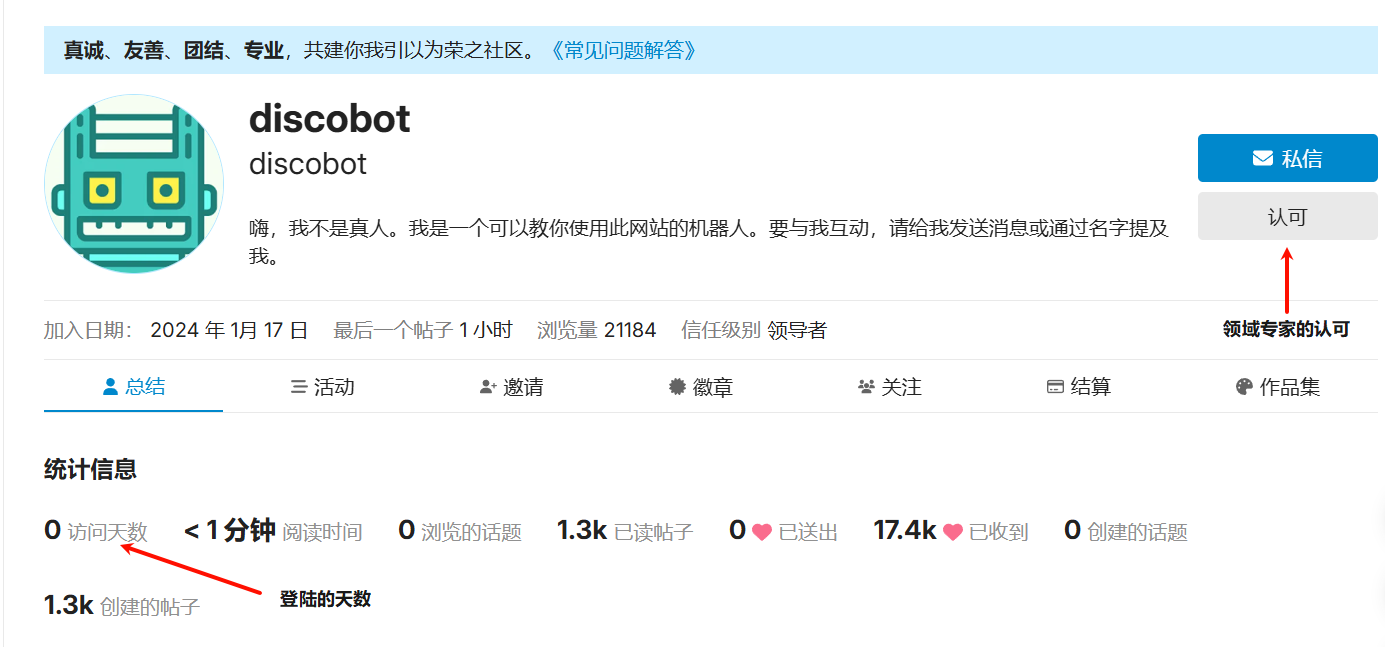 真诚、友善、团结、专业，共建你我引以为荣之社区。《常见问题解答》
discobot
discobot
私信
认可
嗨，我不是真人。我是一个可以教你使用此网站的机器人。要与我互动，请给我发送消息或通过名字提及
我。
加入日期： 2024 年 1月 17 日 最后一个帖子 1 小时 浏览量 21184 信任级别 领导者
领域专家的认可
总结 活动 邀请 徽章 关注 结算 作品集
统计信息
0 访问天数 < 1 分钟 阅读时间 0 浏览的话题 1.3k 已读帖子 0 已送出 17.4k 已收到 0 创建的话题
登陆的天数
1.3k 创建的帖子